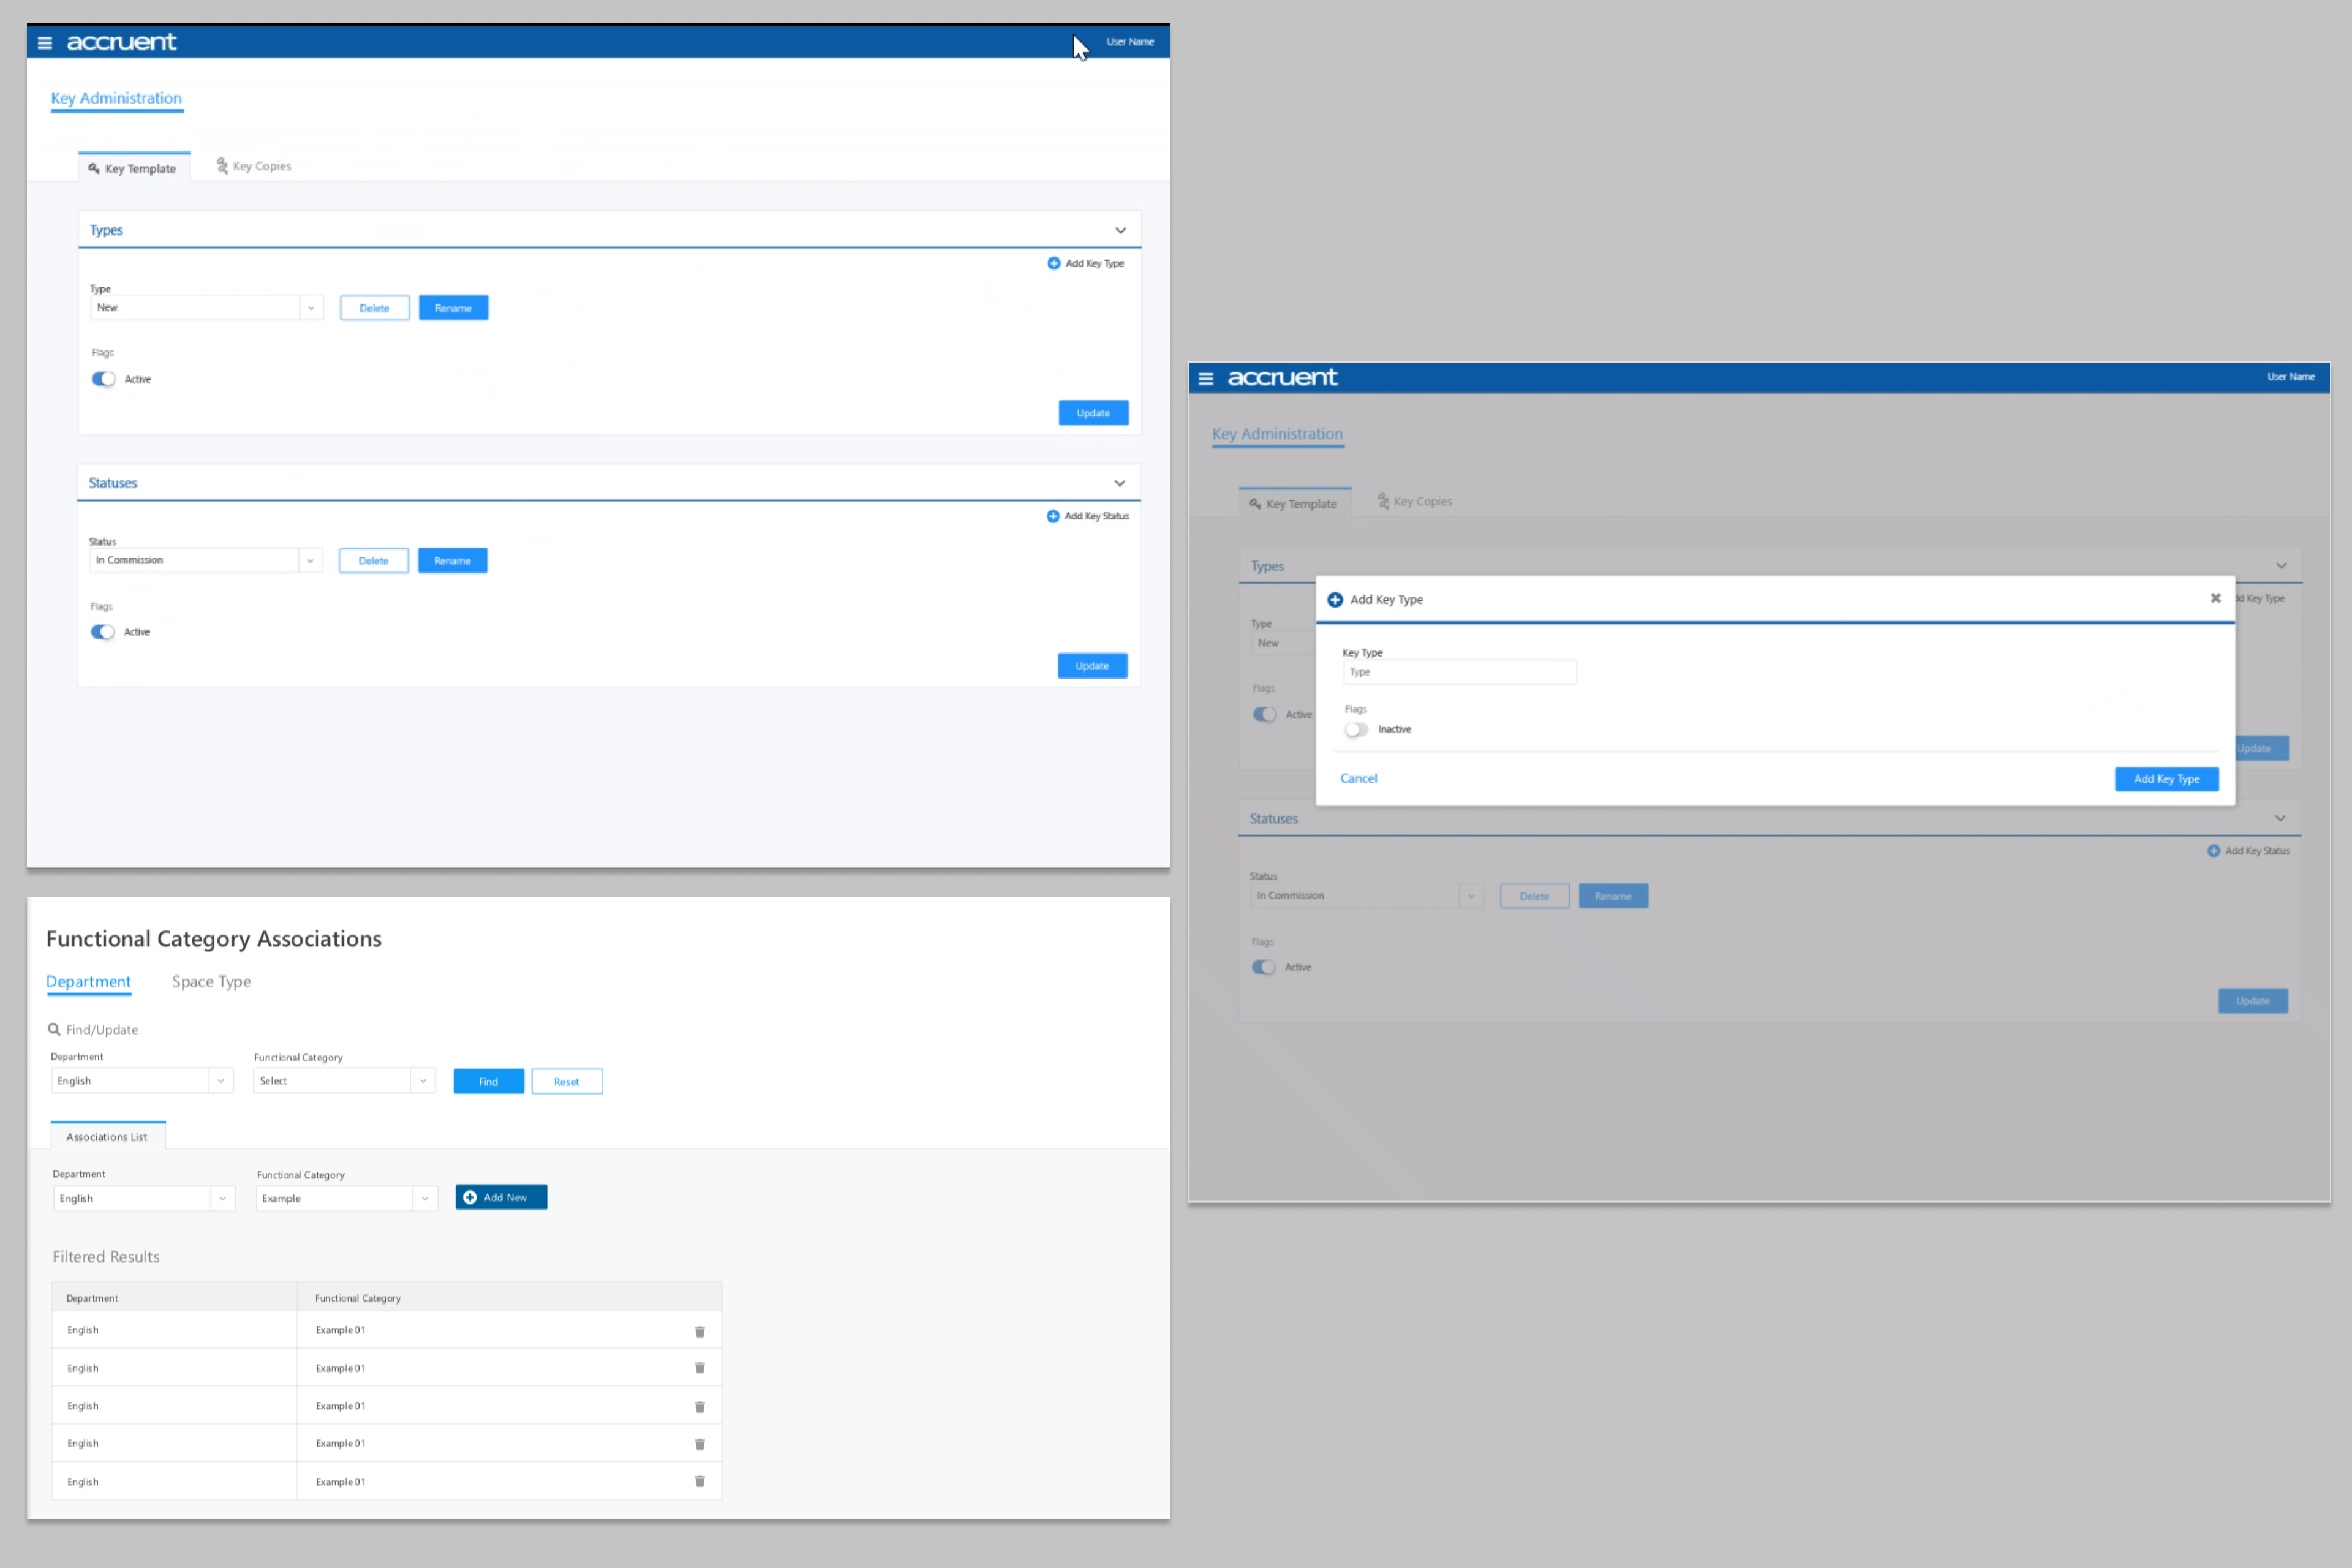 accruent
User Name
Key Administration
Key Template
Key Copies
Types
Add Key Type
Type
New
Delete
Rename
Flags
Active
Update
Statuses
Add Key Status
Status
In Commission
Delete
Rename
Flags
Active
Update
Functional Category Associations
Department
Space Type
Find/Update
Department
Functional Category
English
Select
Find
Reset
Associations List
Department
Functional Category
English
Example
Add New
Filtered Results
Department
Functional Category
English
Example 01
English
Example 01
English
Example 01
English
Example 01
English
Example 01
accruent
User Name
Key Administration
Key Template
Key Copies
Types
Add Key Type
Key Type
Type
New
Key Type
Type
Flags
Active
Flags
Inactive
Update
Cancel
Add Key Type
Statuses
Add Key Status
Status
In Commission
Delete
Rename
Flags
Active
Update